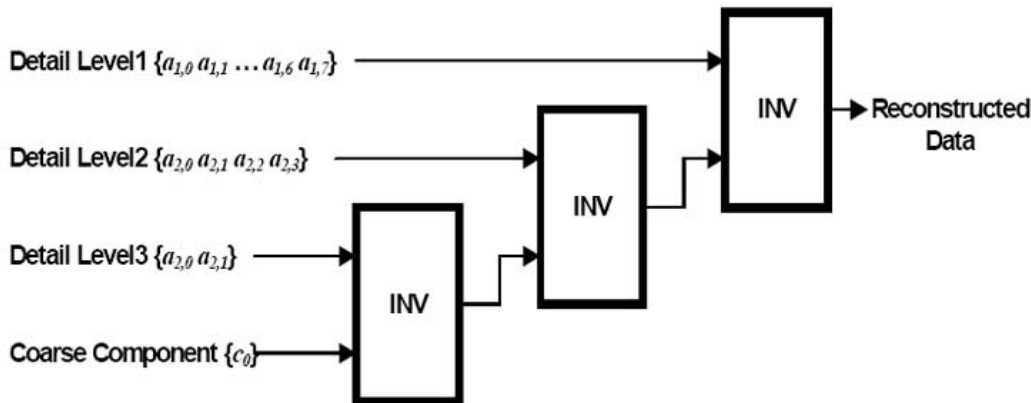 Detail Level1 {a1,0 a1,1 ... a1,6 a1,7}
INV
Reconstructed
Data
Detail Level2 {a2,0 a2,1 a2,2 a2,3}
INV
Detail Level3 {a2,0 a2,1}
INV
Coarse Component {c0}